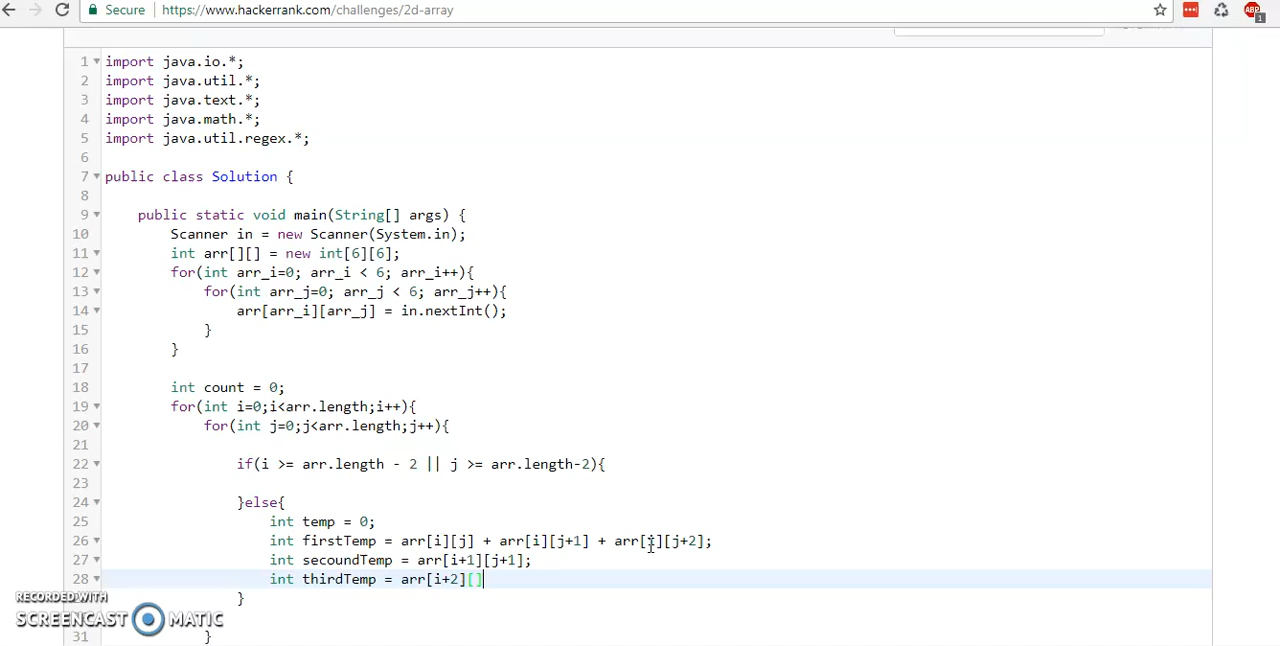 Secure https://www.hackerrank.com/challenges/2d-array ABP 1
1 import java.io.*;
2 import java.util.*;
3 import java.text.*;
4 import java.math.*;
5 import java.util.regex.*;
6
7 public class Solution {
8
9 public static void main(String[] args) {
10 Scanner in = new Scanner(System.in);
11 int arr[][] = new int[6][6];
12 for(int arr_i=0; arr_i < 6; arr_i++){
13 for(int arr_j=0; arr_j < 6; arr_j++){
14 arr[arr_i][arr_j] = in.nextInt();
15 }
16 }
17
18 int count = 0;
19 for(int i=0;i<arr.length;i++){
20 for(int j=0;j<arr.length;j++){
21
22 if(i >= arr.length - 2 || j >= arr.length-2){
23
24 }else{
25 int temp = 0;
26 int firstTemp = arr[i][j] + arr[i][j+1] + arr[i][j+2];
27 int secoundTemp = arr[i+1][j+1];
28 int thirdTemp = arr[i+2][]
}
31 }
RECORDED WITH
SCREENCAST MATIC